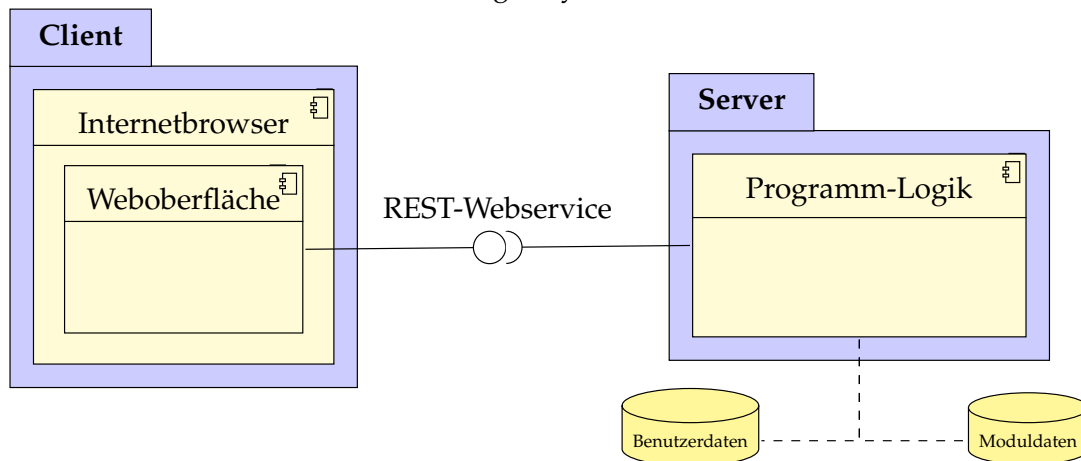 Client
Internetbrowser
Weboberfläche
REST-Webservice
Server
Programm-Logik
Benutzerdaten
Moduldaten